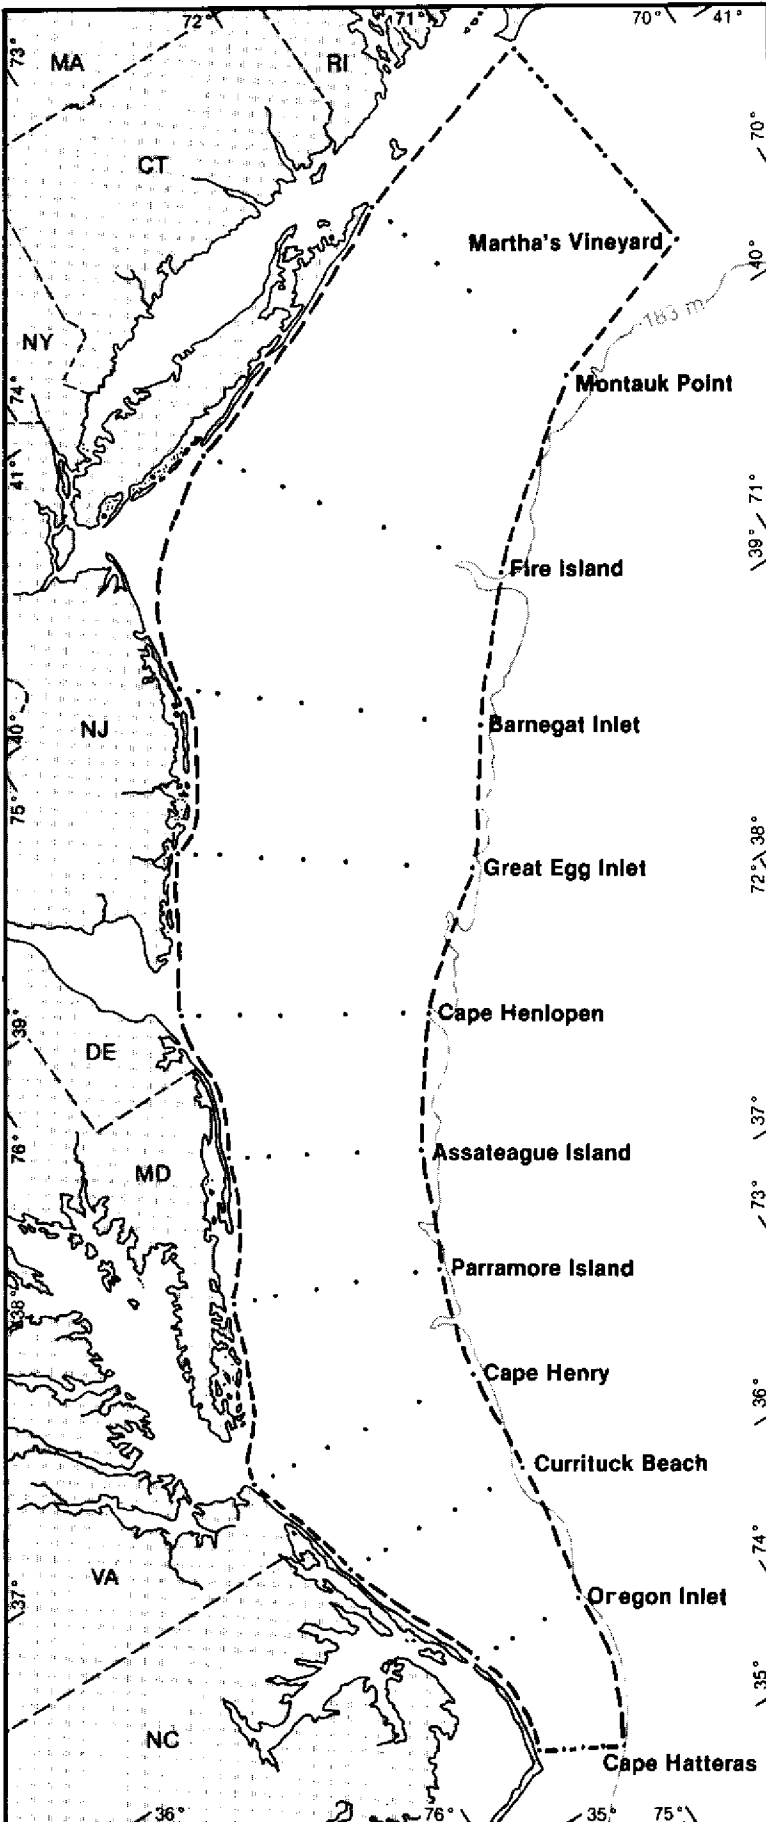 72° 71° 70° 41°
73° MA RI
70°
CT
Martha's Vineyard
40°
183 m
NY
74° Montauk Point
41°
71°
39°
Fire Island
40° NJ Barnegat Inlet
75°
38°
Great Egg Inlet
72°
39° Cape Henlopen
DE
37°
76° Assateague Island
MD
73°
Parramore Island
38°
Cape Henry
36°
Currituck Beach
74°
VA
37° Oregon Inlet
35°
NC
Cape Hatteras
36° 76° 35° 75°